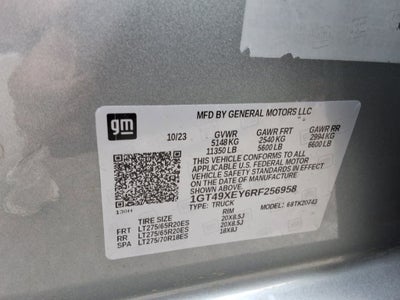 gm
MFD BY GENERAL MOTORS LLC
10/23 GVWR GAWR FRT GAWR RR
5148 KG 2540 KG 2994 KG
11350 LB 5600 LB 6600 LB
THIS VEHICLE CONFORMS TO ALL
APPLICABLE U.S. FEDERAL MOTOR
VEHICLE SAFETY STANDARDS IN EFFECT
ON THE DATE OF MANUFACTURE
SHOWN ABOVE.
1GT49XEY6RF256958
TYPE: TRUCK MODEL: 68TK20743
TIRE SIZE RIM
FRT LT275/65R20ES 20X8.5J
RR LT275/65R20ES 20X8.5J
SPA LT275/70R18ES 18X8J